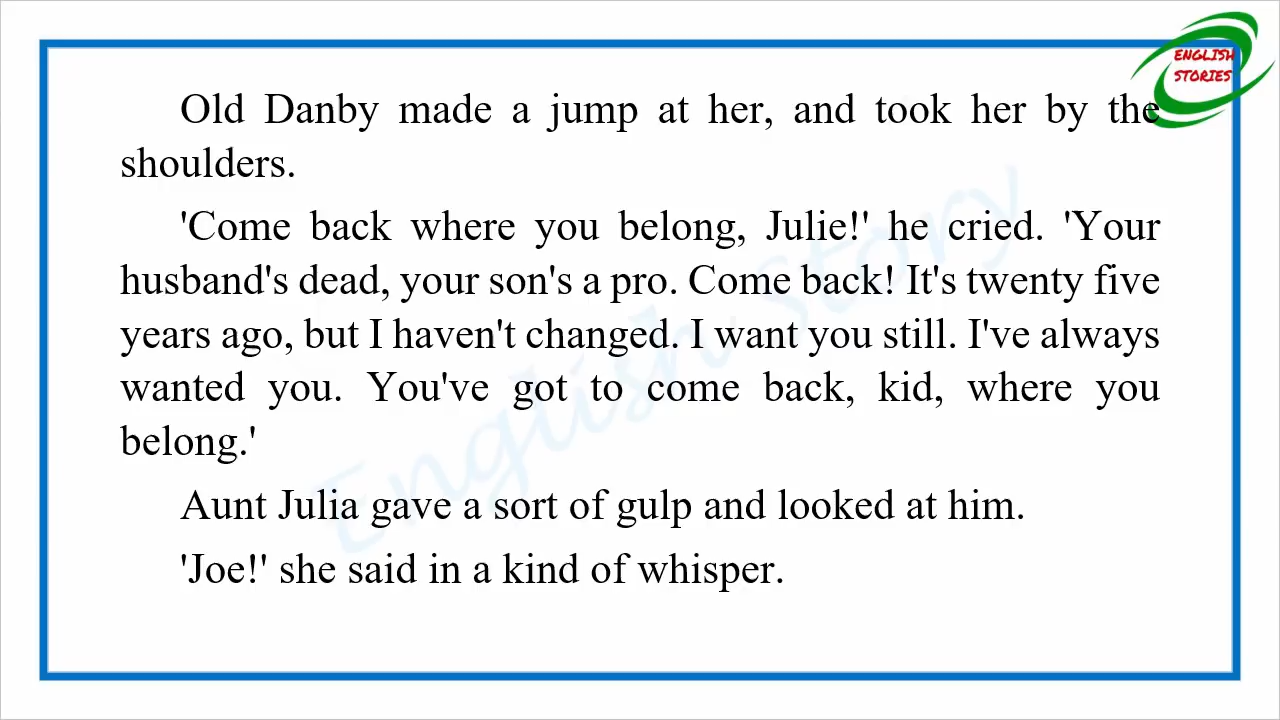 ENGLISH
STORIES
Old Danby made a jump at her, and took her by the
shoulders.
'Come back where you belong, Julie!' he cried. 'Your
husband's dead, your son's a pro. Come back! It's twenty five
years ago, but I haven't changed. I want you still. I've always
wanted you. You've got to come back, kid, where you
belong.'
Aunt Julia gave a sort of gulp and looked at him.
'Joe!' she said in a kind of whisper.
English Story